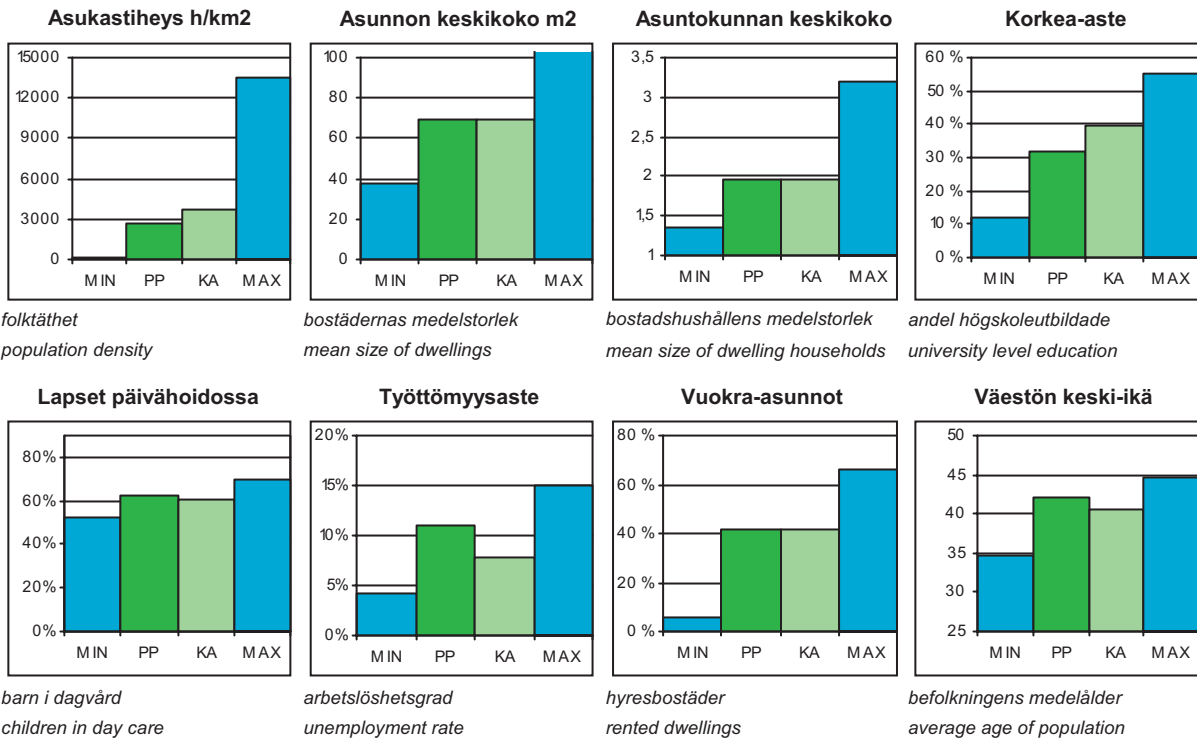 Asukastiheys h/km2
15000
12000
9000
6000
3000
0
MIN PP KA MAX
folktäthet
population density
Asunnon keskikoko m2
100
80
60
40
20
0
MIN PP KA MAX
bostädernas medelstorlek
mean size of dwellings
Asuntokunnan keskikoko
3,5
3
2,5
2
1,5
1
MIN PP KA MAX
bostadshushållens medelstorlek
mean size of dwelling households
Korkea-aste
60 %
50 %
40 %
30 %
20 %
10 %
0 %
MIN PP KA MAX
andel högskoleutbildade
university level education
Lapset päivähoidossa
80%
60%
40%
20%
0%
MIN PP KA MAX
barn i dagvård
children in day care
Työttömyysaste
20%
15%
10%
5%
0%
MIN PP KA MAX
arbetslöshetsgrad
unemployment rate
Vuokra-asunnot
80 %
60 %
40 %
20 %
0 %
MIN PP KA MAX
hyresbostäder
rented dwellings
Väestön keski-ikä
50
45
40
35
30
25
MIN PP KA MAX
befolkningens medelålder
average age of population